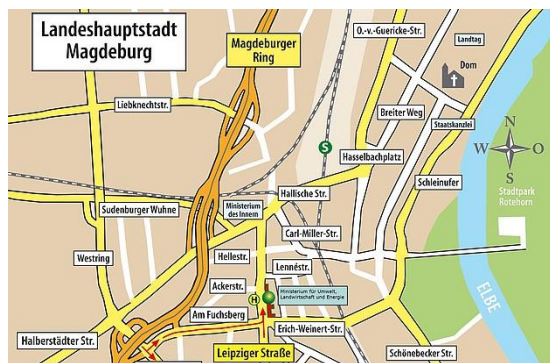 Landeshauptstadt
Magdeburg
Magdeburger
Ring
O.-v.-Guericke-Str.
Landtag
Dom
Liebknechtstr.
Breiter Weg
Staatskanzlei
S
Hasselbachplatz
N
W
O
S
Schleinufer
Stadtpark
Rotehorn
Hallische Str.
Sudenburger Wuhne
Ministerium
des Innern
Carl-Miller-Str.
Westring
Hellestr.
Lennéstr.
Ackerstr.
Ministerium für Umwelt,
Landwirtschaft und Energie
H
ELBE
Am Fuchsberg
Erich-Weinert-Str.
Halberstädter Str.
Leipziger Straße
Schönebecker Str.